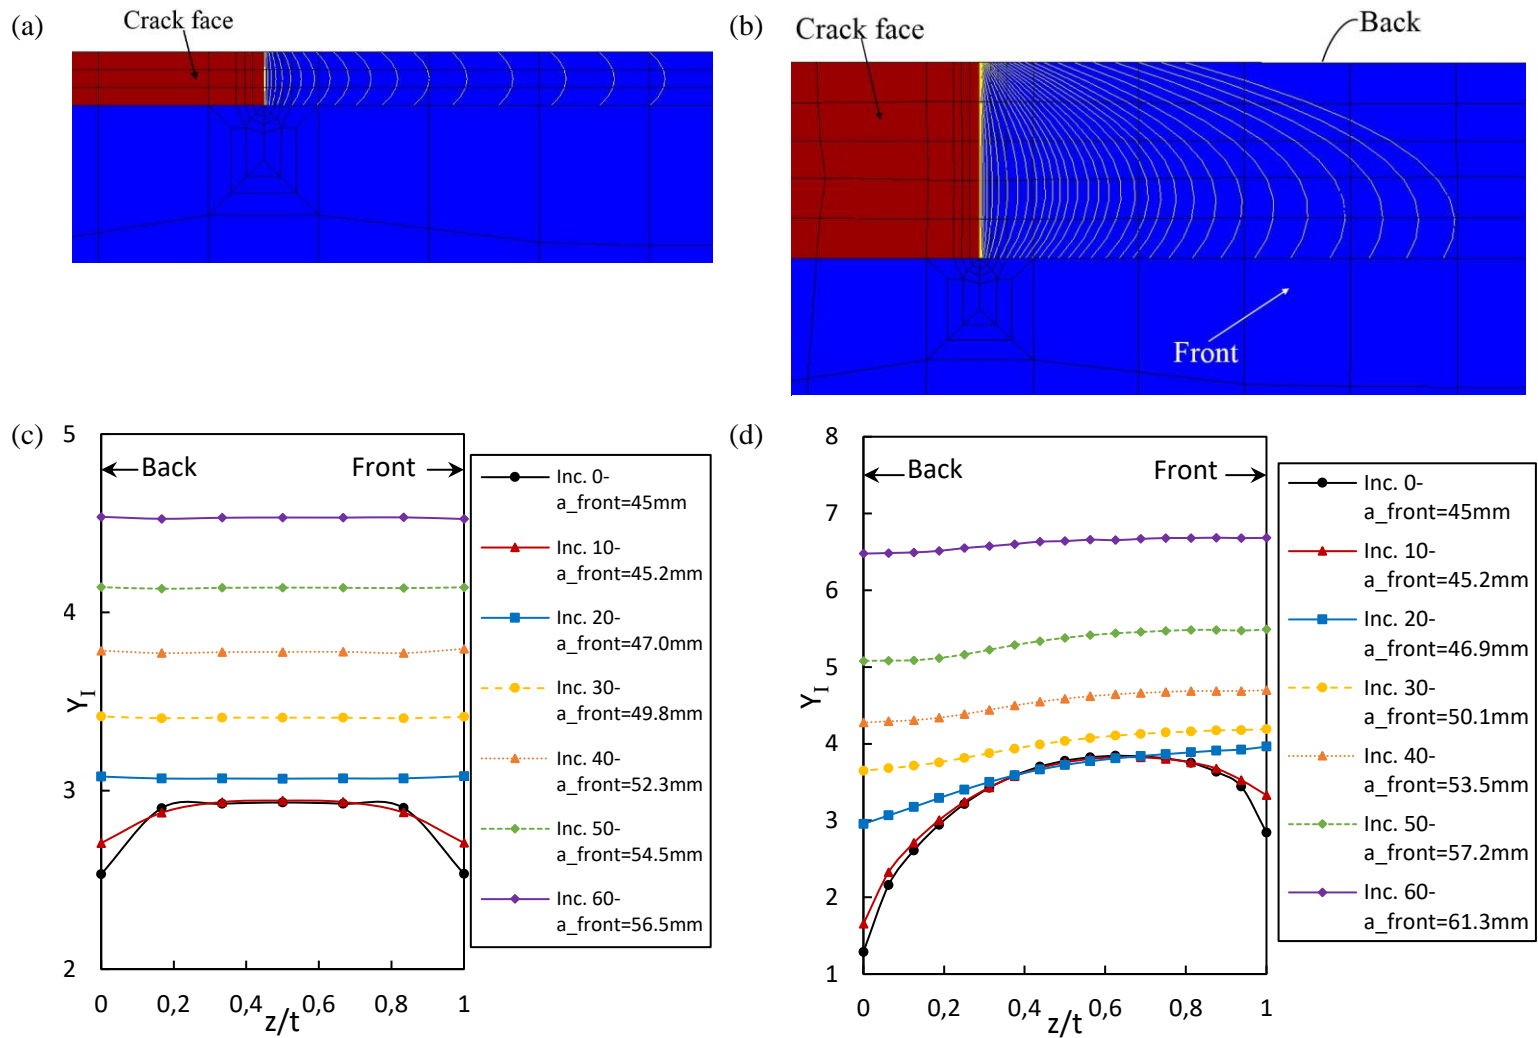 (a)
Crack face
(b)
Crack face
Back
Front
(c)
5
4
3
2
Y_I
Back
Front
0
0,2
0,4
0,6
0,8
1
z/t
Inc. 0-
a_front=45mm
Inc. 10-
a_front=45.2mm
Inc. 20-
a_front=47.0mm
Inc. 30-
a_front=49.8mm
Inc. 40-
a_front=52.3mm
Inc. 50-
a_front=54.5mm
Inc. 60-
a_front=56.5mm
(d)
8
7
6
5
4
3
2
1
Y_I
Back
Front
0
0,2
0,4
0,6
0,8
1
z/t
Inc. 0-
a_front=45mm
Inc. 10-
a_front=45.2mm
Inc. 20-
a_front=46.9mm
Inc. 30-
a_front=50.1mm
Inc. 40-
a_front=53.5mm
Inc. 50-
a_front=57.2mm
Inc. 60-
a_front=61.3mm